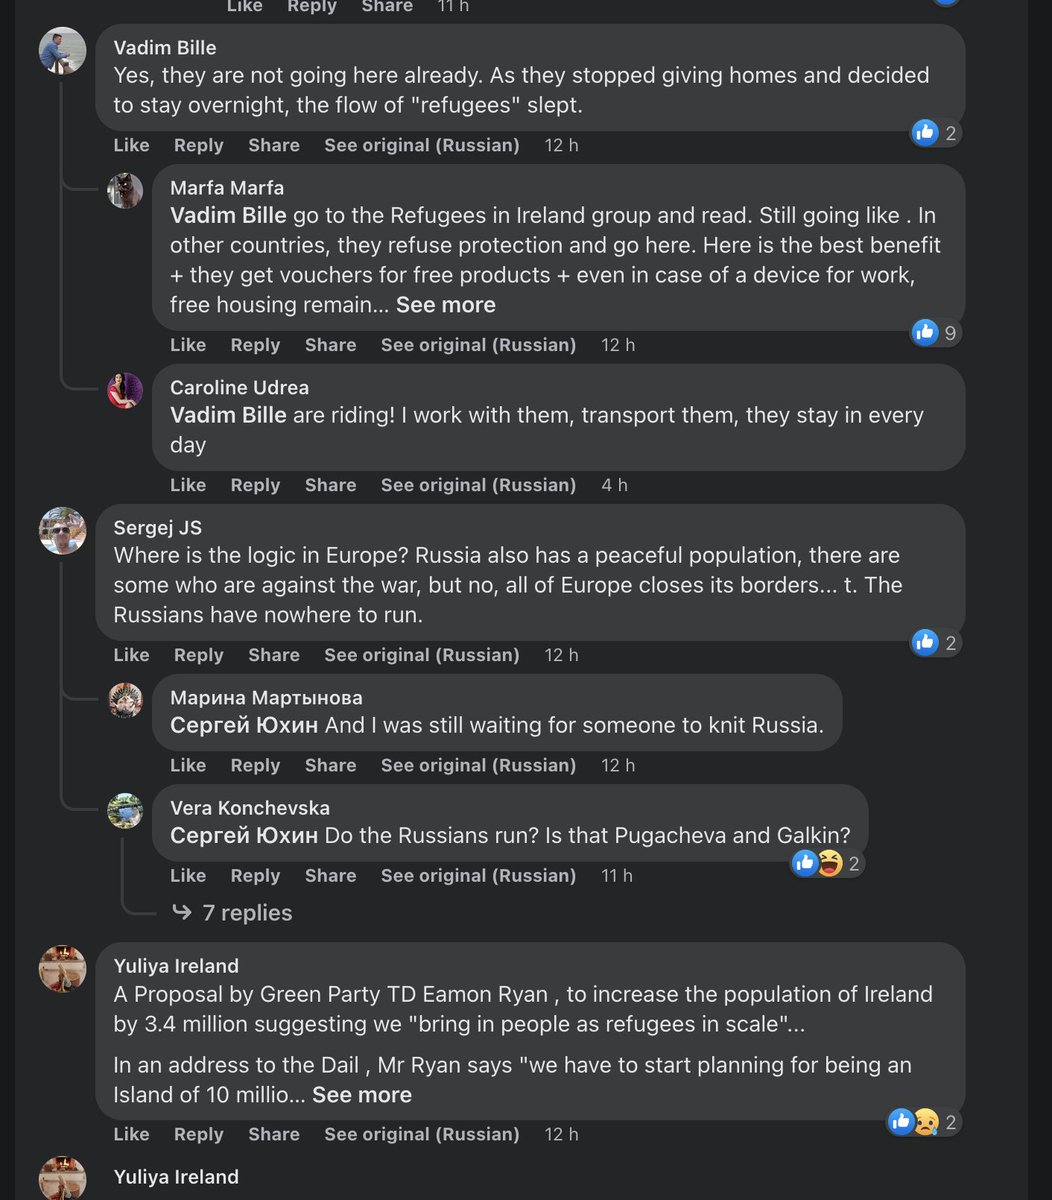 Like Reply Share 11 h
Vadim Bille
Yes, they are not going here already. As they stopped giving homes and decided
to stay overnight, the flow of "refugees" slept.
2
Like Reply Share See original (Russian) 12 h
Marfa Marfa
Vadim Bille go to the Refugees in Ireland group and read. Still going like . In
other countries, they refuse protection and go here. Here is the best benefit
+ they get vouchers for free products + even in case of a device for work,
free housing remain... See more
9
Like Reply Share See original (Russian) 12 h
Caroline Udrea
Vadim Bille are riding! I work with them, transport them, they stay in every
day
Like Reply Share See original (Russian) 4 h
Sergej JS
Where is the logic in Europe? Russia also has a peaceful population, there are
some who are against the war, but no, all of Europe closes its borders... t. The
Russians have nowhere to run.
2
Like Reply Share See original (Russian) 12 h
Марина Мартынова
Сергей Юхин And I was still waiting for someone to knit Russia.
Like Reply Share See original (Russian) 12 h
Vera Konchevska
Сергей Юхин Do the Russians run? Is that Pugacheva and Galkin?
2
Like Reply Share See original (Russian) 11 h
7 replies
Yuliya Ireland
A Proposal by Green Party TD Eamon Ryan , to increase the population of Ireland
by 3.4 million suggesting we "bring in people as refugees in scale"...
In an address to the Dail , Mr Ryan says "we have to start planning for being an
Island of 10 millio... See more
2
Like Reply Share See original (Russian) 12 h
Yuliya Ireland